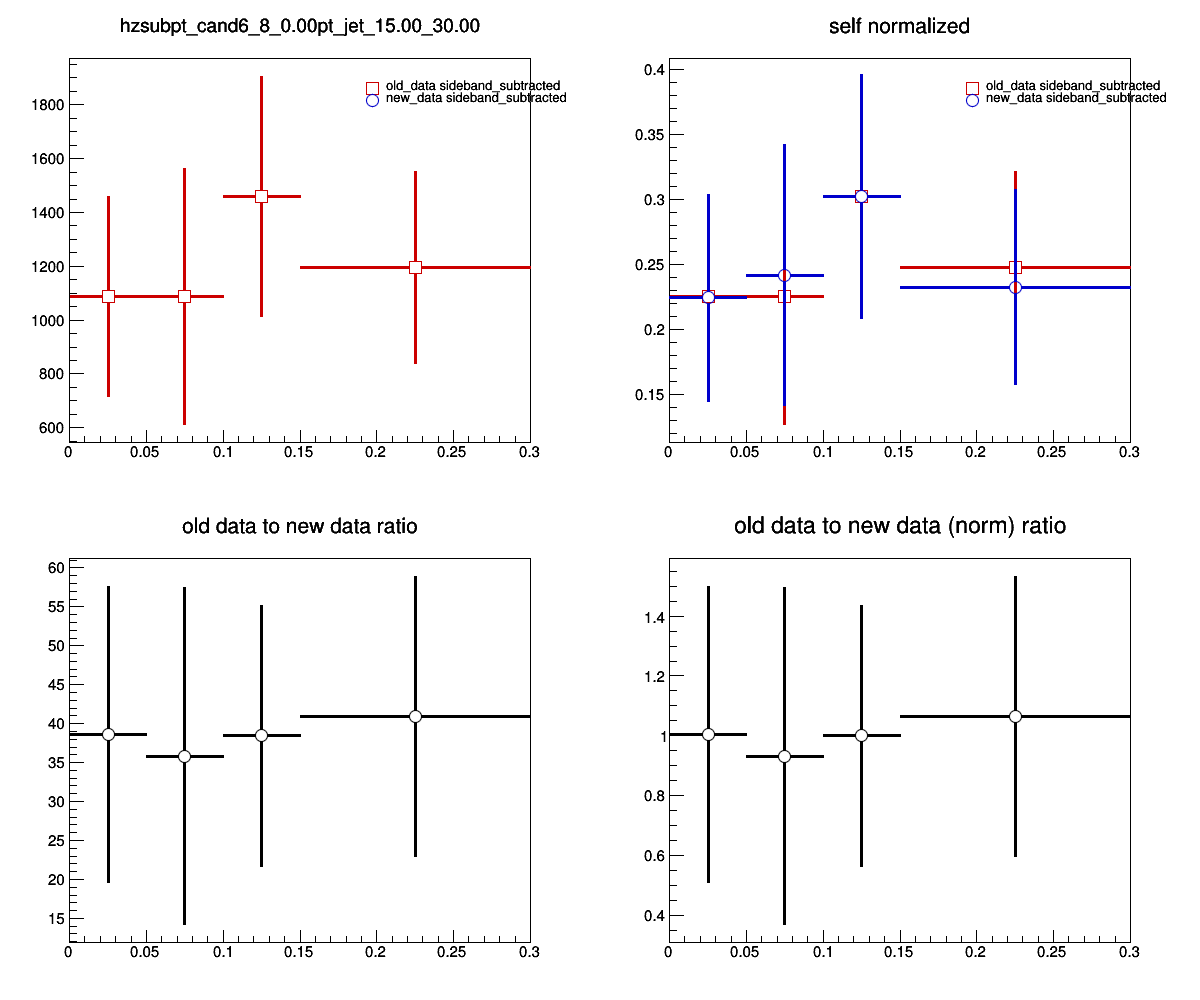 hzsubpt_cand6_8_0.00pt_jet_15.00_30.00
old_data sideband_subtracted
new_data sideband_subtracted
1800
1600
1400
1200
1000
800
600
0 0.05 0.1 0.15 0.2 0.25 0.3
self normalized
old_data sideband_subtracted
new_data sideband_subtracted
0.4
0.35
0.3
0.25
0.2
0.15
0 0.05 0.1 0.15 0.2 0.25 0.3
old data to new data ratio
60
55
50
45
40
35
30
25
20
15
0 0.05 0.1 0.15 0.2 0.25 0.3
old data to new data (norm) ratio
1.4
1.2
1
0.8
0.6
0.4
0 0.05 0.1 0.15 0.2 0.25 0.3